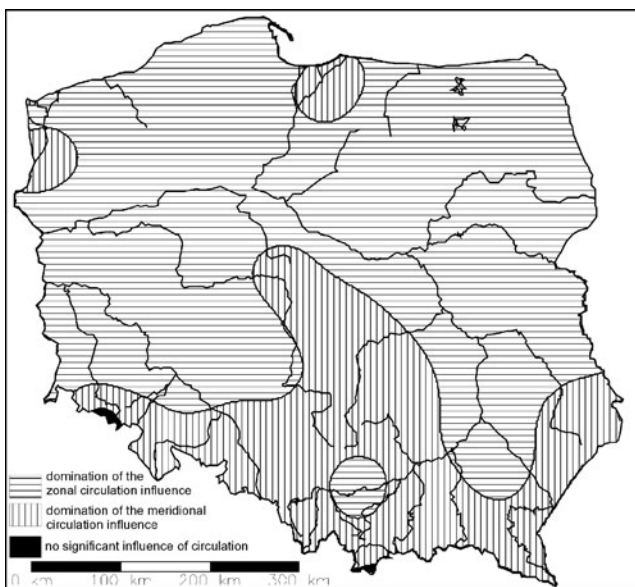 domination of the
zonal circulation influence
domination of the meridional
circulation influence
no significant influence of circulation
0 km 100 km 200 km 300 km